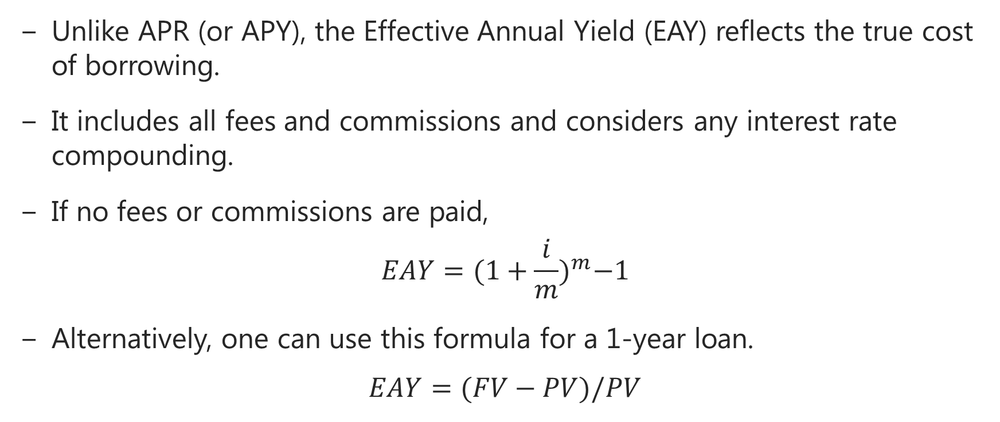 – Unlike APR (or APY), the Effective Annual Yield (EAY) reflects the true cost
of borrowing.
– It includes all fees and commissions and considers any interest rate
compounding.
– If no fees or commissions are paid,
EAY = (1 + i/m)^m − 1
– Alternatively, one can use this formula for a 1-year loan.
EAY = (FV − PV)/PV